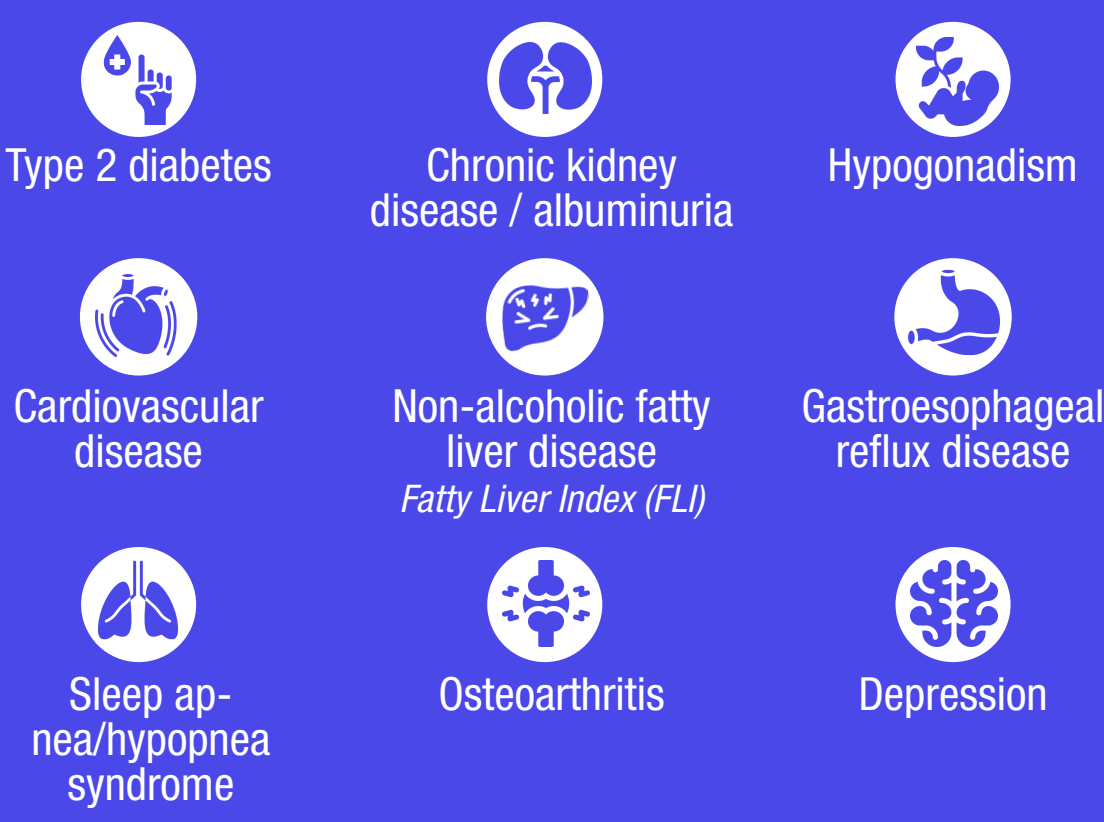 Type 2 diabetes
Chronic kidney
disease / albuminuria
Hypogonadism
Cardiovascular
disease
Non-alcoholic fatty
liver disease
Fatty Liver Index (FLI)
Gastroesophageal
reflux disease
Sleep ap-
nea/hypopnea
syndrome
Osteoarthritis
Depression